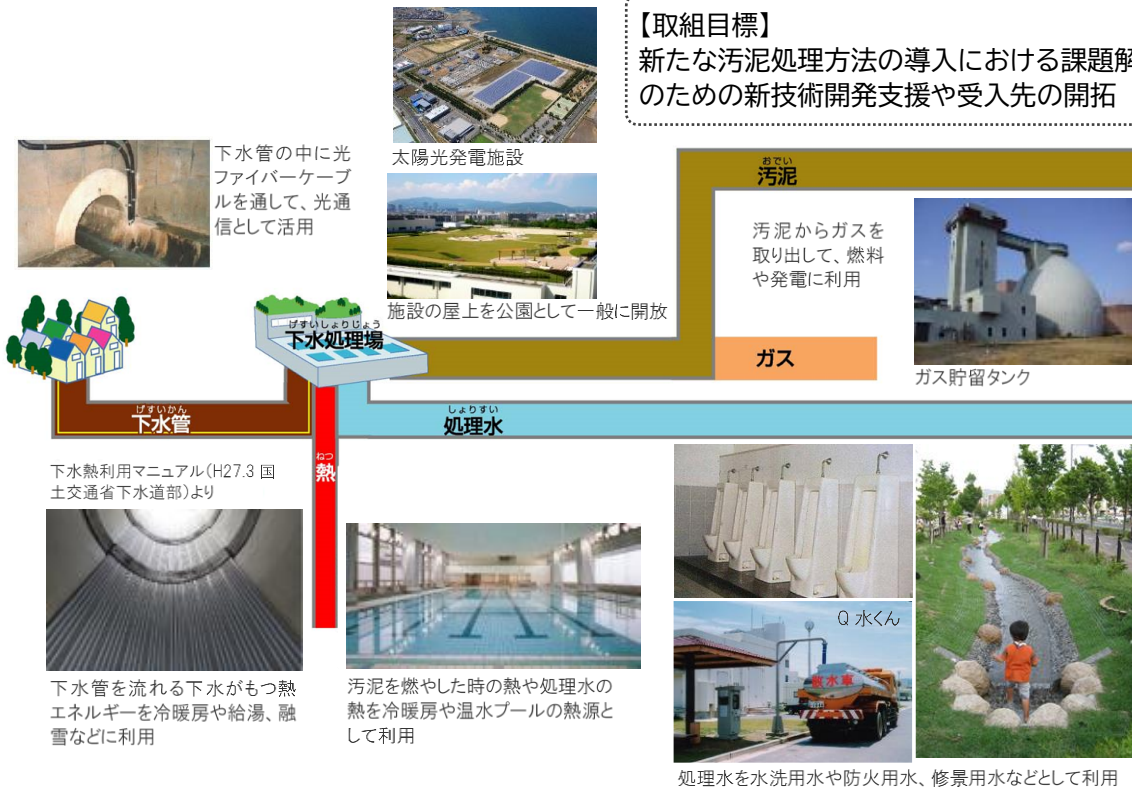 【取組目標】
新たな汚泥処理方法の導入における課題解
のための新技術開発支援や受入先の開拓
下水管の中に光
ファイバーケーブ
ルを通して、光通
信として活用
太陽光発電施設
施設の屋上を公園として一般に開放
おでい
汚泥
汚泥からガスを
取り出して、燃料
や発電に利用
ガス
ガス貯留タンク
げすいしょりじょう
下水処理場
げすいかん
下水管
しょりすい
処理水
ねつ
熱
下水熱利用マニュアル（H27.3 国
土交通省下水道部）より
下水管を流れる下水がもつ熱
エネルギーを冷暖房や給湯、融
雪などに利用
汚泥を燃やした時の熱や処理水の
熱を冷暖房や温水プールの熱源と
して利用
Q 水くん
散水車
処理水を水洗用水や防火用水、修景用水などとして利用